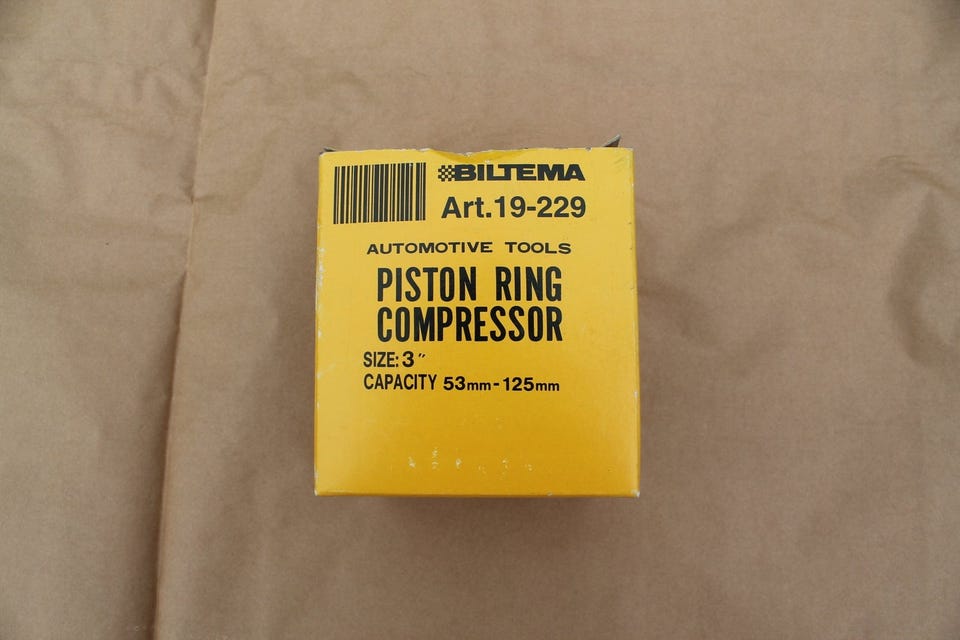 BILTEMA
Art.19-229
AUTOMOTIVE TOOLS
PISTON RING
COMPRESSOR
SIZE: 3"
CAPACITY 53mm-125mm